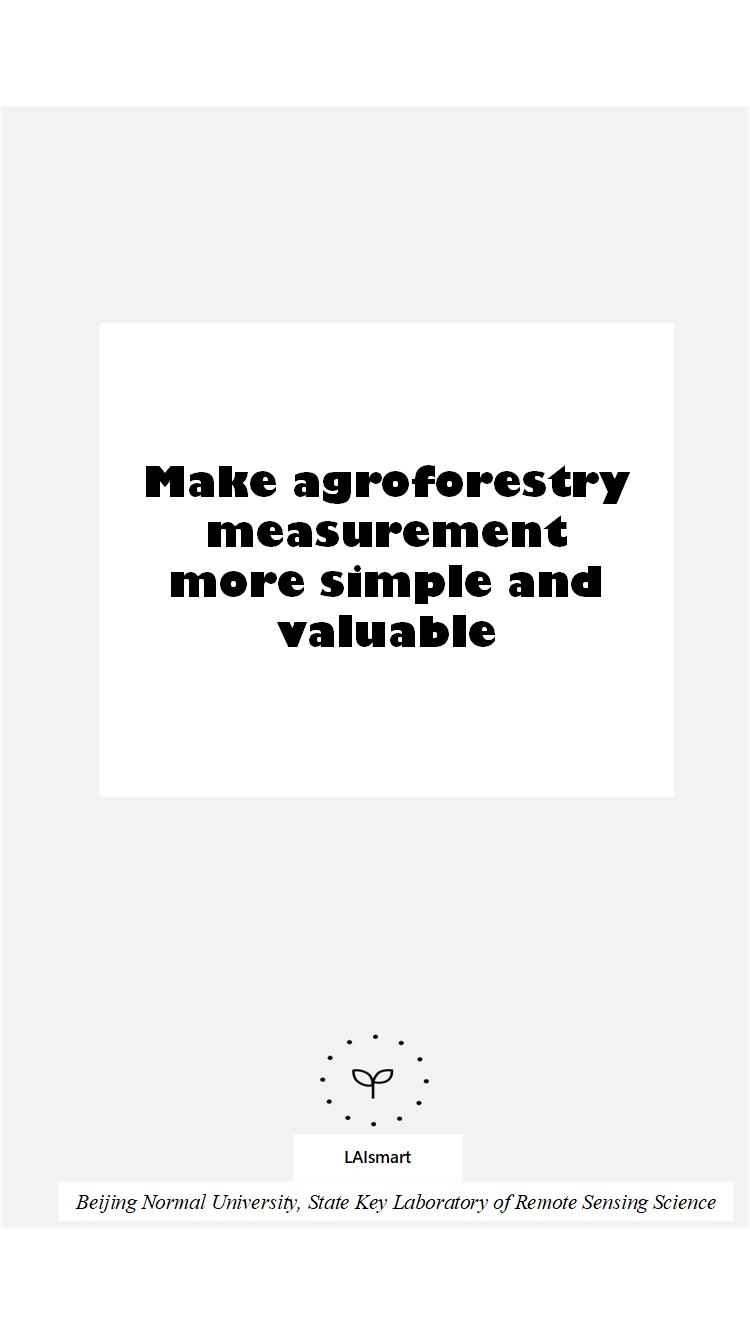 Make agroforestry
measurement
more simple and
valuable
LAIsmart
Beijing Normal University, State Key Laboratory of Remote Sensing Science